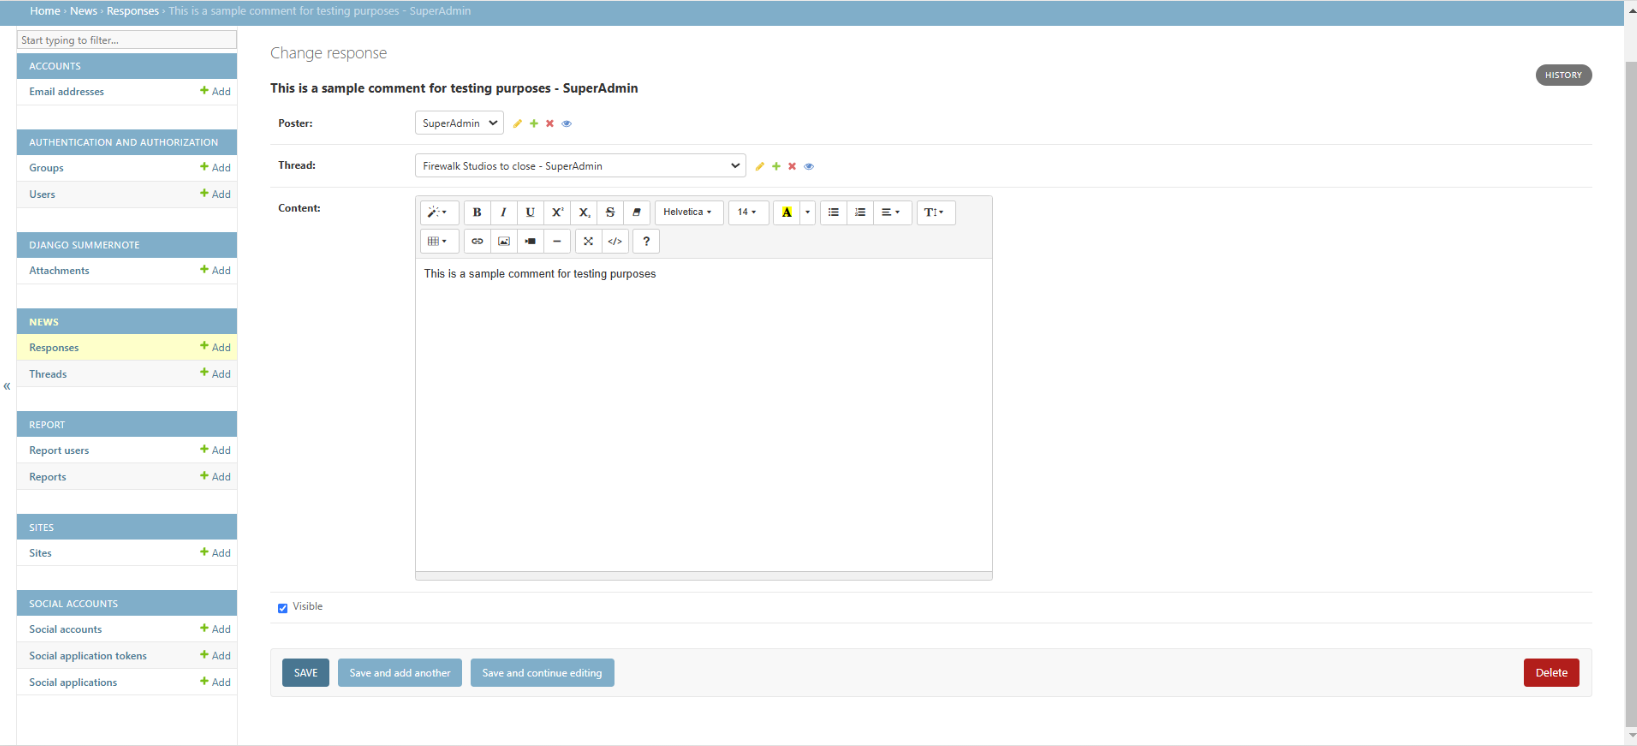 Home › News › Responses › This is a sample comment for testing purposes - SuperAdmin
Start typing to filter...
ACCOUNTS
Email addresses + Add
AUTHENTICATION AND AUTHORIZATION
Groups + Add
Users + Add
DJANGO SUMMERNOTE
Attachments + Add
NEWS
Responses + Add
Threads + Add
REPORT
Report users + Add
Reports + Add
SITES
Sites + Add
SOCIAL ACCOUNTS
Social accounts + Add
Social application tokens + Add
Social applications + Add
«
Change response
HISTORY
This is a sample comment for testing purposes - SuperAdmin
Poster: SuperAdmin
Thread: Firewalk Studios to close - SuperAdmin
Content:
B I U X² X₂ S Helvetica 14 A T
</> ?
This is a sample comment for testing purposes
Visible
SAVE Save and add another Save and continue editing Delete